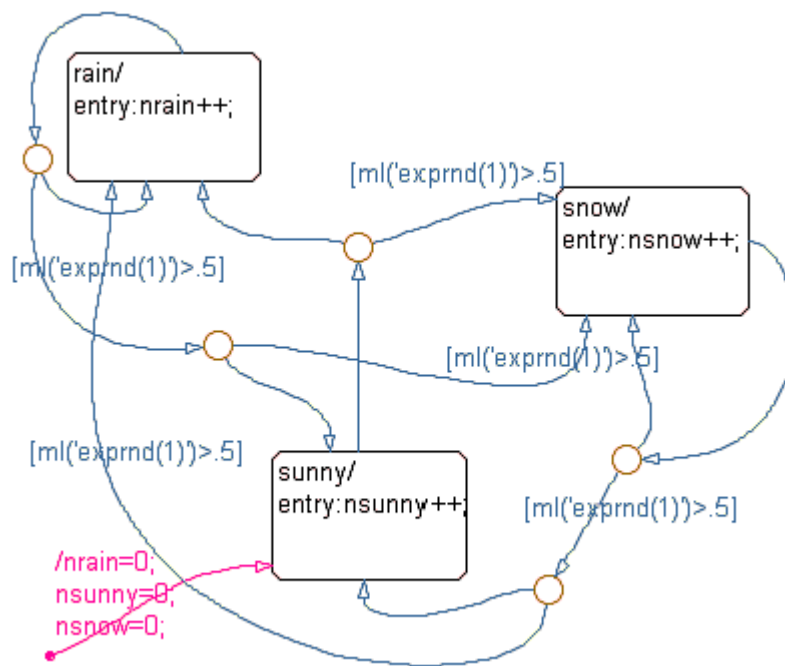 rain/
entry:nrain++;
[ml('exprnd(1)')>.5]
snow/
entry:nsnow++;
[ml('exprnd(1)')>.5]
[ml('exprnd(1)')>.5]
[ml('exprnd(1)')>.5]
sunny/
entry:nsunny++;
[ml('exprnd(1)')>.5]
/nrain=0;
nsunny=0;
nsnow=0;